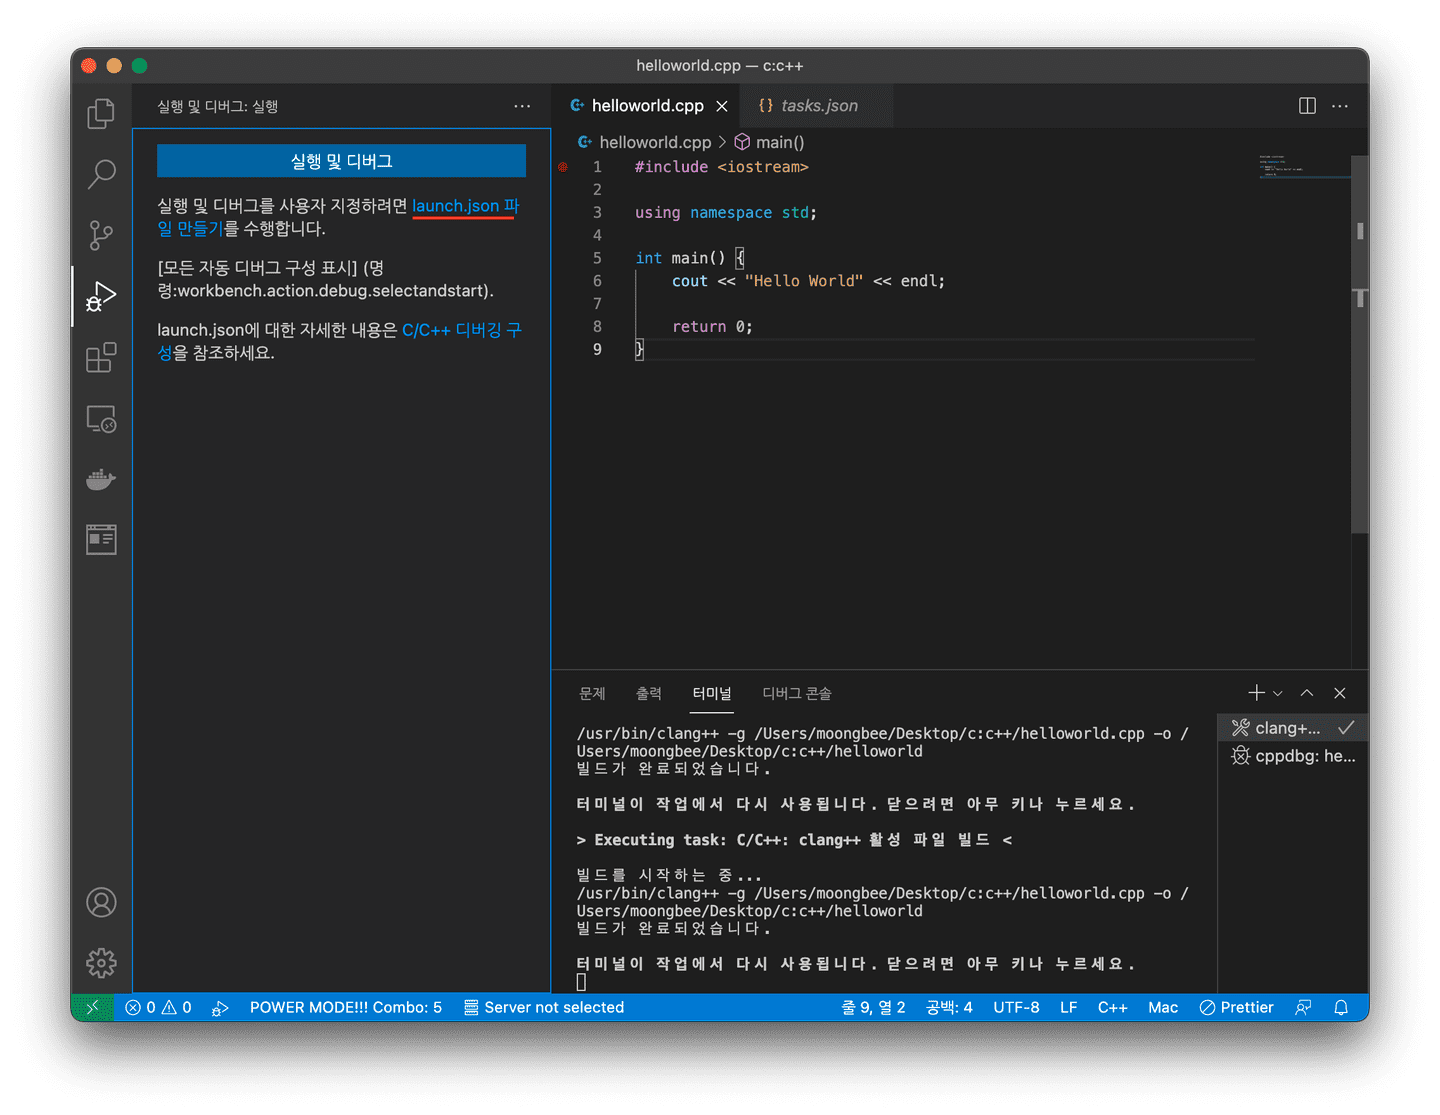 helloworld.cpp — c:c++
실행 및 디버그: 실행
실행 및 디버그
실행 및 디버그를 사용자 지정하려면 launch.json 파
일 만들기를 수행합니다.
[모든 자동 디버그 구성 표시] (명
령:workbench.action.debug.selectandstart).
launch.json에 대한 자세한 내용은 C/C++ 디버깅 구
성을 참조하세요.
helloworld.cpp
{} tasks.json
helloworld.cpp > main()
1 #include <iostream>
2
3 using namespace std;
4
5 int main() {
6 cout << "Hello World" << endl;
7
8 return 0;
9 }
문제 출력 터미널 디버그 콘솔
/usr/bin/clang++ -g /Users/moongbee/Desktop/c:c++/helloworld.cpp -o /
Users/moongbee/Desktop/c:c++/helloworld
빌드가 완료되었습니다.
터미널이 작업에서 다시 사용됩니다. 닫으려면 아무 키나 누르세요.
> Executing task: C/C++: clang++ 활성 파일 빌드 <
빌드를 시작하는 중...
/usr/bin/clang++ -g /Users/moongbee/Desktop/c:c++/helloworld.cpp -o /
Users/moongbee/Desktop/c:c++/helloworld
빌드가 완료되었습니다.
터미널이 작업에서 다시 사용됩니다. 닫으려면 아무 키나 누르세요.
clang+...
cppdbg: he...
0 0 POWER MODE!!! Combo: 5 Server not selected 줄 9, 열 2 공백: 4 UTF-8 LF C++ Mac Prettier